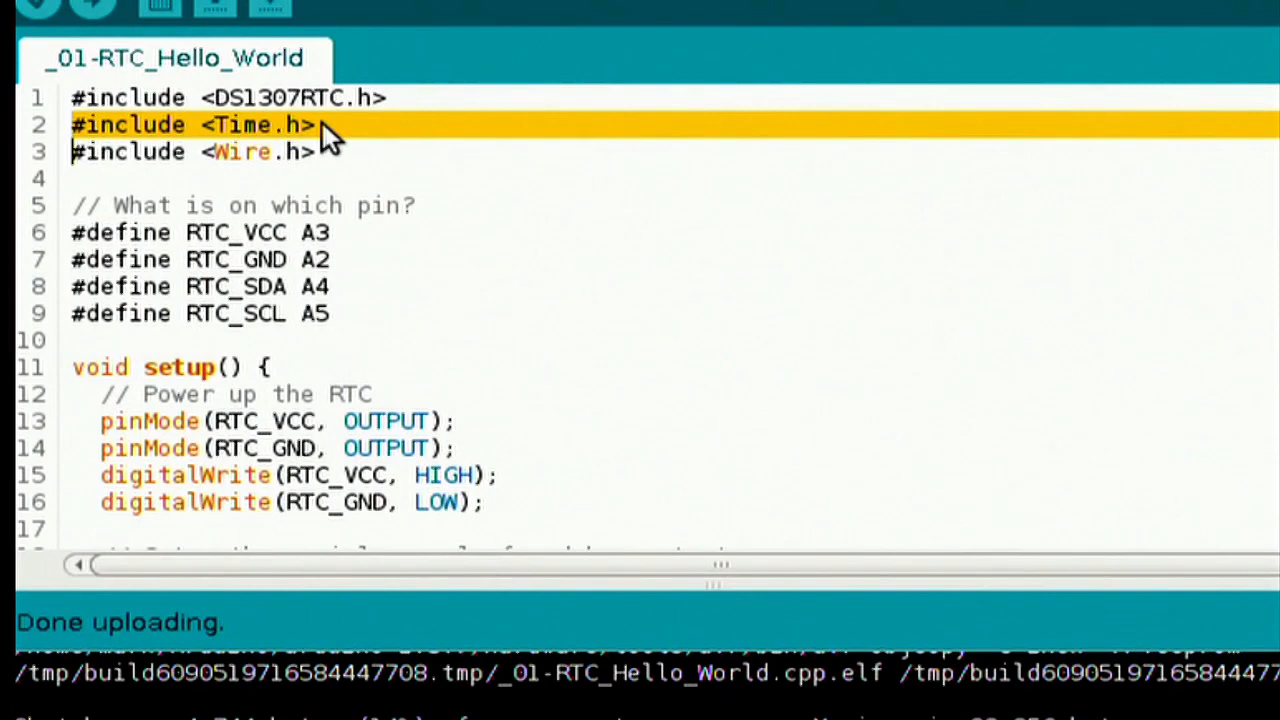 _01-RTC_Hello_World
1 #include <DS1307RTC.h>
2 #include <Time.h>
3 #include <Wire.h>
4
5 // What is on which pin?
6 #define RTC_VCC A3
7 #define RTC_GND A2
8 #define RTC_SDA A4
9 #define RTC_SCL A5
10
11 void setup() {
12 // Power up the RTC
13 pinMode(RTC_VCC, OUTPUT);
14 pinMode(RTC_GND, OUTPUT);
15 digitalWrite(RTC_VCC, HIGH);
16 digitalWrite(RTC_GND, LOW);
17
Done uploading.
/tmp/build6090519716584447708.tmp/_01-RTC_Hello_World.cpp.elf /tmp/build60905197165844477